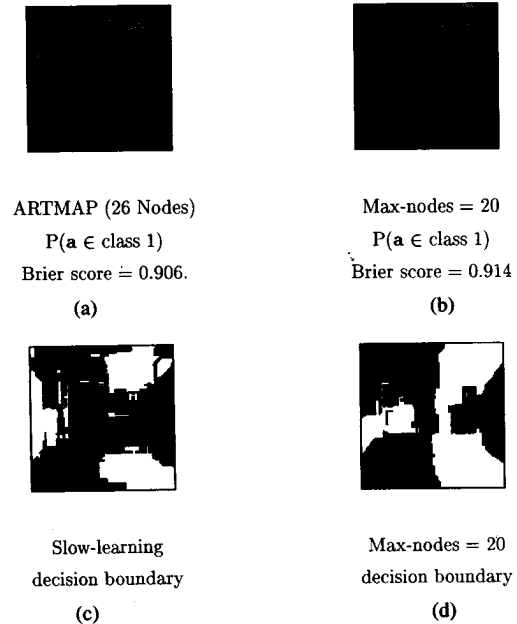 ARTMAP (26 Nodes)
P(a ∈ class 1)
Brier score = 0.906.
(a)
Max-nodes = 20
P(a ∈ class 1)
Brier score = 0.914
(b)
Slow-learning
decision boundary
(c)
Max-nodes = 20
decision boundary
(d)